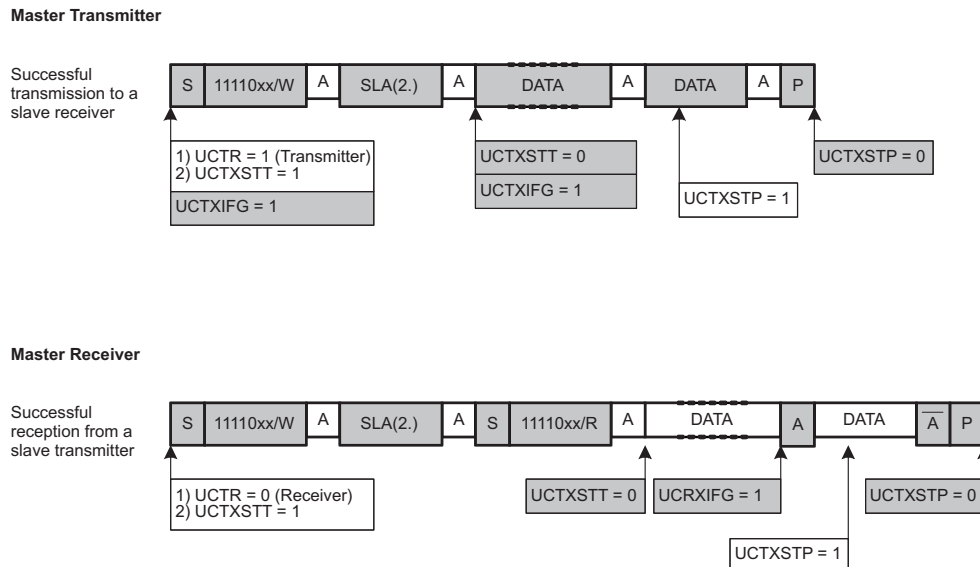 Master Transmitter
Successful
transmission to a
slave receiver
S 11110xx/W A SLA(2.) A DATA A DATA A P
1) UCTR = 1 (Transmitter)
2) UCTXSTT = 1
UCTXIFG = 1
UCTXSTT = 0
UCTXIFG = 1
UCTXSTP = 1
UCTXSTP = 0
Master Receiver
Successful
reception from a
slave transmitter
S 11110xx/W A SLA(2.) A S 11110xx/R A DATA A DATA A̅ P
1) UCTR = 0 (Receiver)
2) UCTXSTT = 1
UCTXSTT = 0
UCRXIFG = 1
UCTXSTP = 1
UCTXSTP = 0